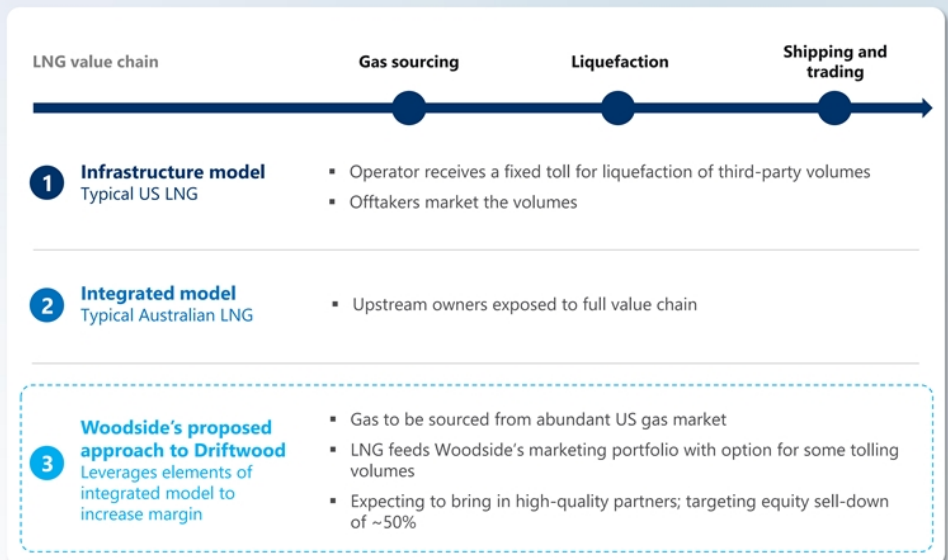 LNG value chain
Gas sourcing
Liquefaction
Shipping and
trading
1
Infrastructure model
Typical US LNG
▪ Operator receives a fixed toll for liquefaction of third-party volumes
▪ Offtakers market the volumes
2
Integrated model
Typical Australian LNG
▪ Upstream owners exposed to full value chain
3
Woodside's proposed
approach to Driftwood
Leverages elements of
integrated model to
increase margin
▪ Gas to be sourced from abundant US gas market
▪ LNG feeds Woodside's marketing portfolio with option for some tolling
volumes
▪ Expecting to bring in high-quality partners; targeting equity sell-down
of ~50%